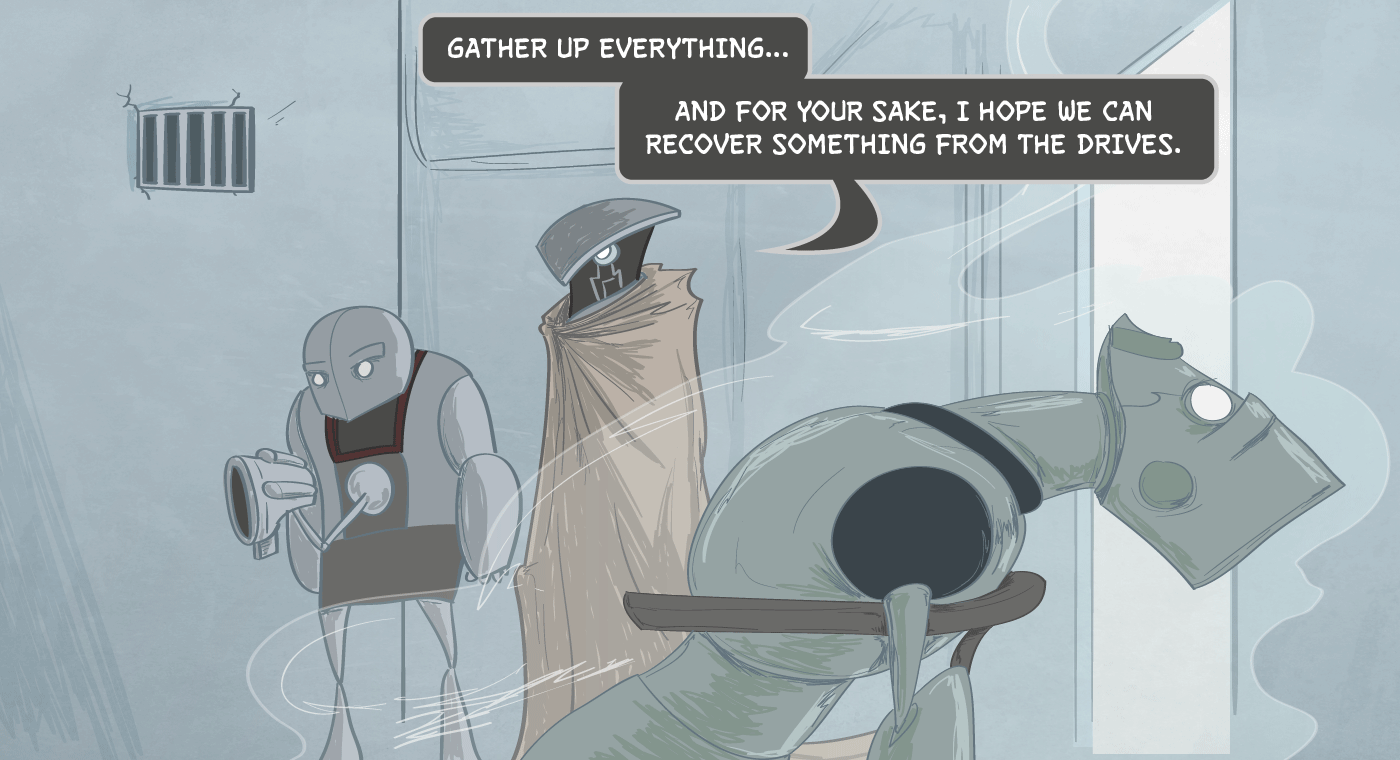 GATHER UP EVERYTHING...
AND FOR YOUR SAKE, I HOPE WE CAN
RECOVER SOMETHING FROM THE DRIVES.